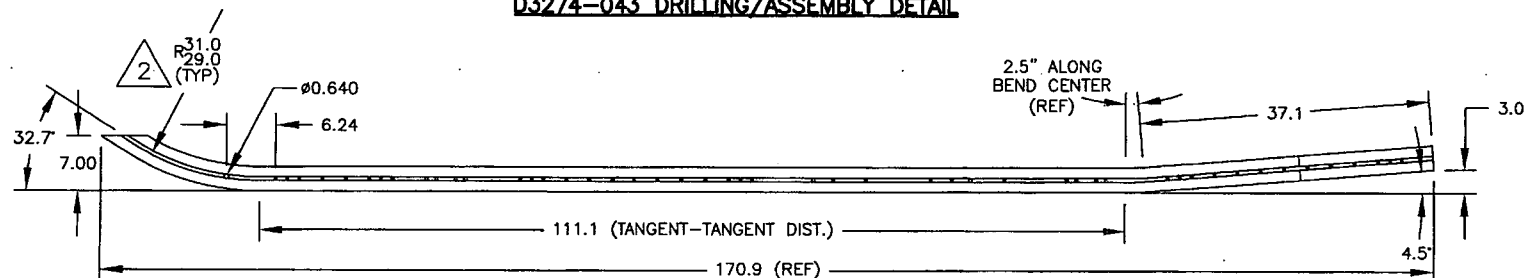 D3274-043 DRILLING/ASSEMBLY DETAIL
2
R31.0
29.0
(TYP)
Ø0.640
6.24
32.7°
7.00
2.5" ALONG
BEND CENTER
(REF)
37.1
3.0
111.1 (TANGENT-TANGENT DIST.)
4.5°
170.9 (REF)